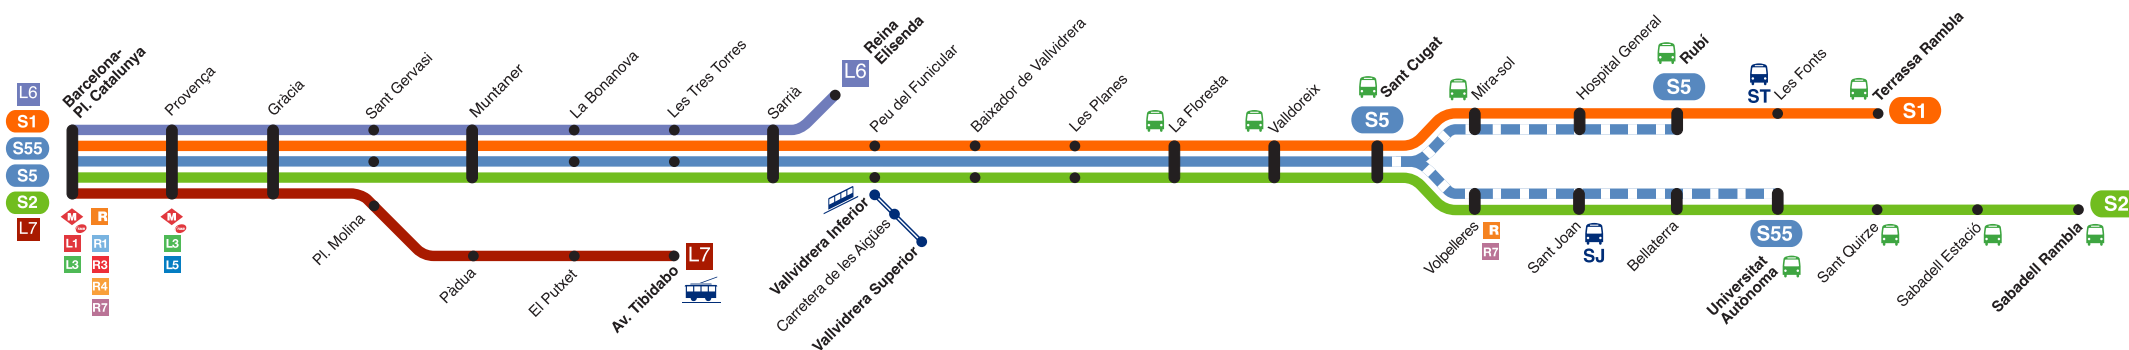 L6
S1
S55
S5
S2
L7
Barcelona-
Pl. Catalunya
Provença
Gràcia
Sant Gervasi
Muntaner
La Bonanova
Les Tres Torres
Sarrià
L6
Reina
Elisenda
Peu del Funicular
Baixador de Vallvidrera
Les Planes
La Floresta
Valldoreix
S5
Sant Cugat
Mira-sol
Hospital General
S5
Rubí
ST
Les Fonts
Terrassa Rambla
S1
M
R
L1
R1
L3
R3
R4
R7
M
L3
L5
Pl. Molina
Pàdua
El Putxet
Av. Tibidabo
L7
Vallvidrera Inferior
Carretera de les Aigües
Vallvidrera Superior
Volpelleres
R
R7
Sant Joan
SJ
Bellaterra
S55
Universitat
Autònoma
Sant Quirze
Sabadell Estació
Sabadell Rambla
S2